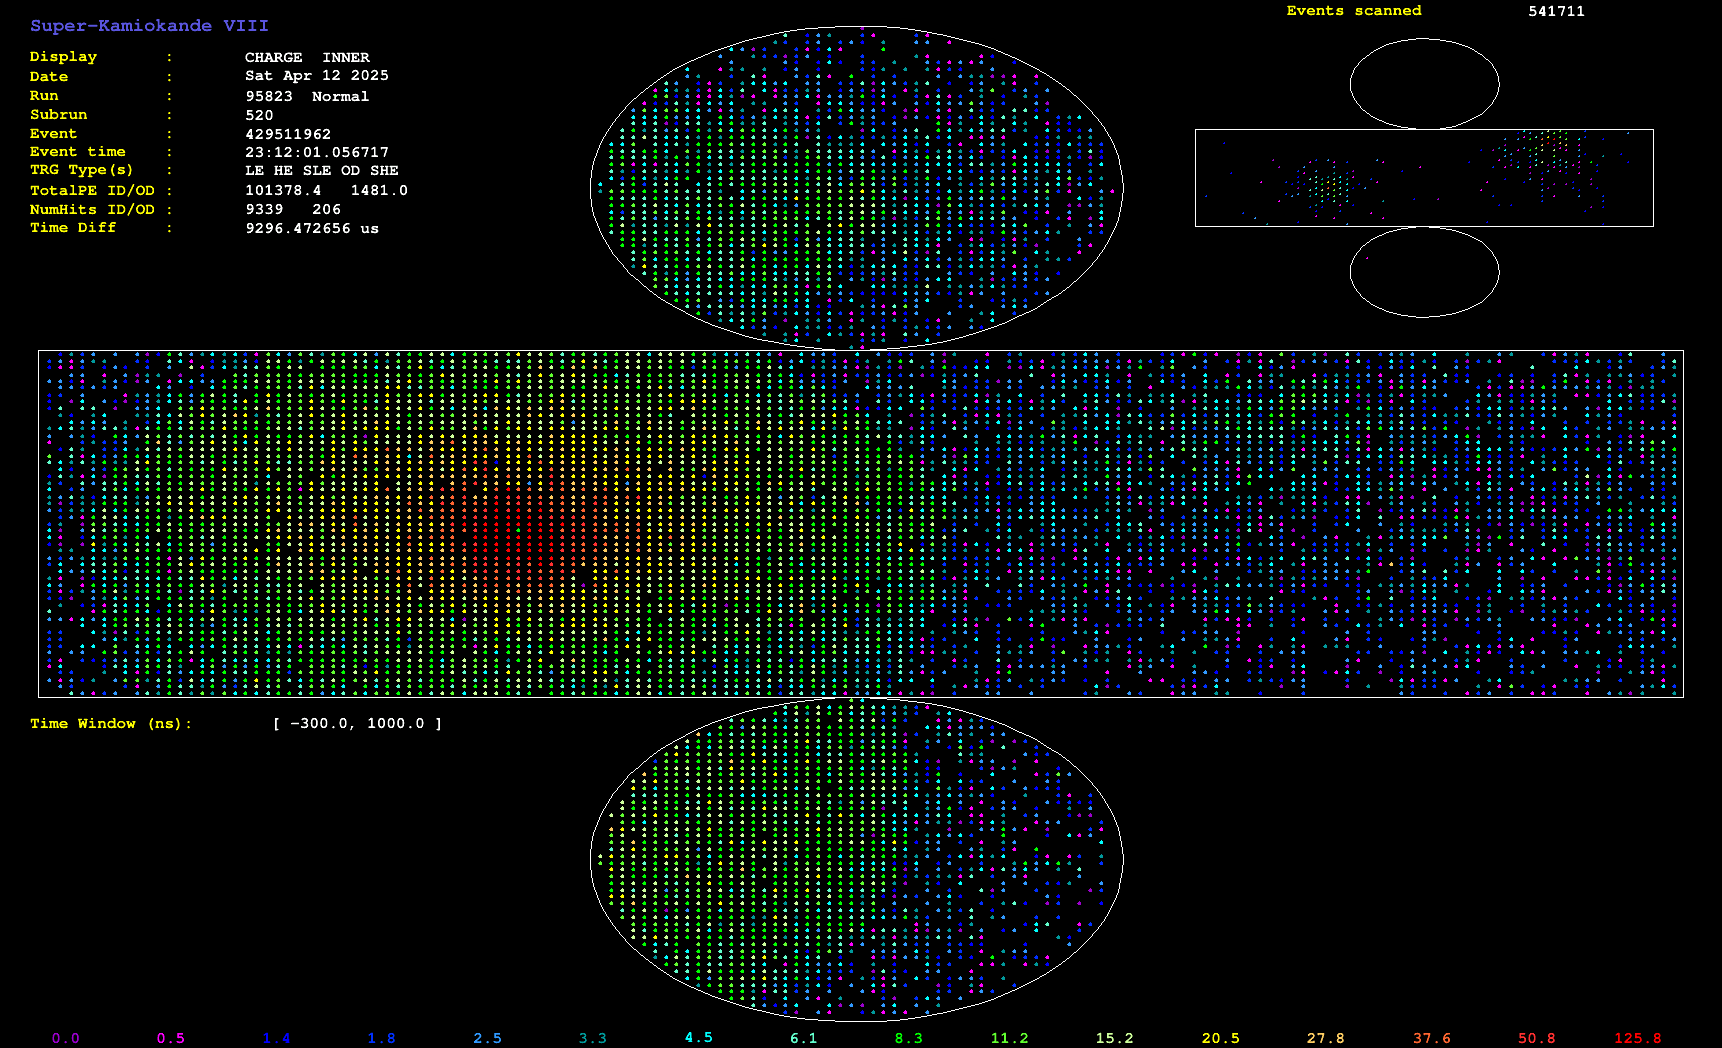 Super-Kamiokande VIII
Events scanned 541711
Display : CHARGE INNER
Date : Sat Apr 12 2025
Run : 95823 Normal
Subrun : 520
Event : 429511962
Event time : 23:12:01.056717
TRG Type(s) : LE HE SLE OD SHE
TotalPE ID/OD : 101378.4 1481.0
NumHits ID/OD : 9339 206
Time Diff : 9296.472656 us
Time Window (ns): [ -300.0, 1000.0 ]
0.0 0.5 1.4 1.8 2.5 3.3 4.5 6.1 8.3 11.2 15.2 20.5 27.8 37.6 50.8 125.8